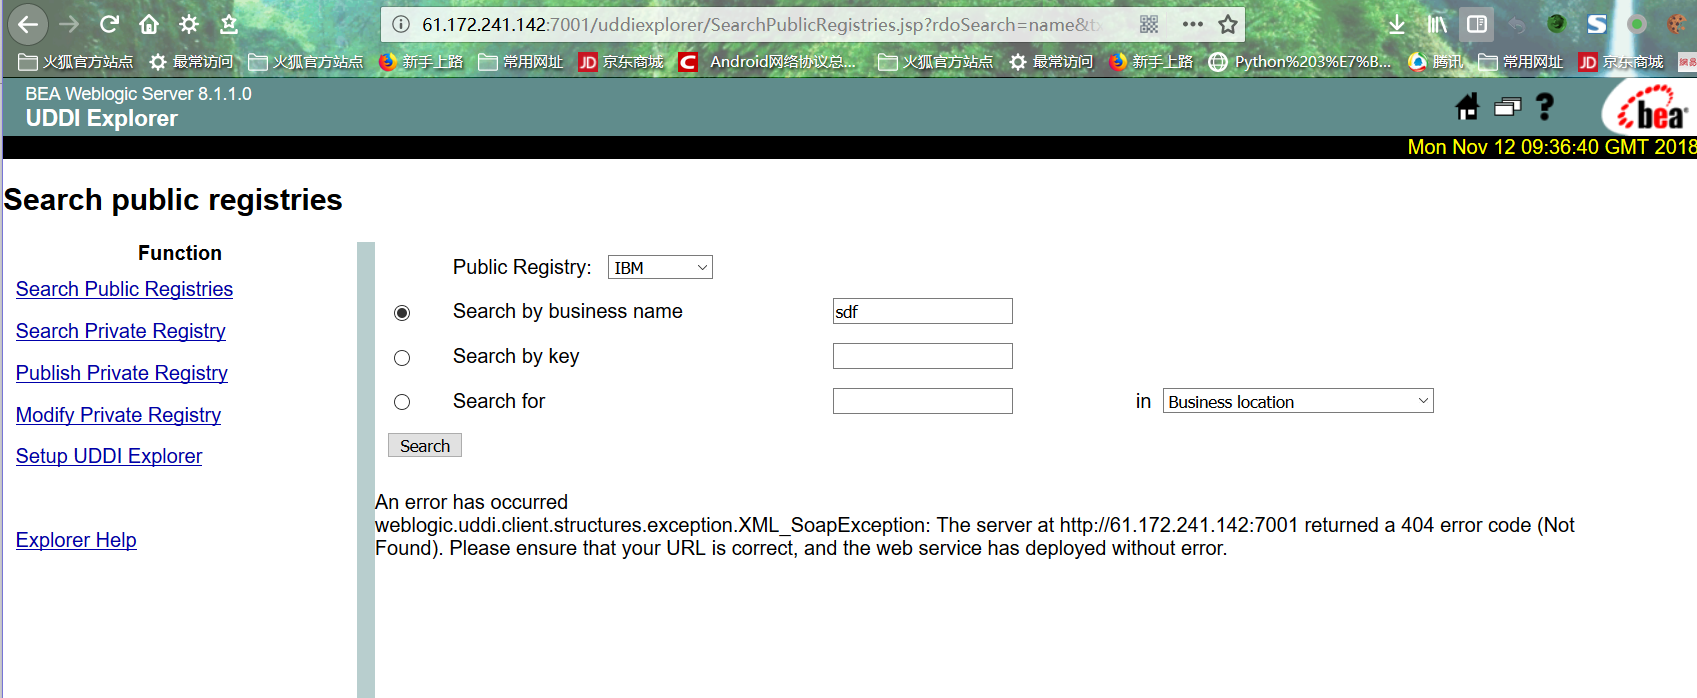 61.172.241.142:7001/uddiexplorer/SearchPublicRegistries.jsp?rdoSearch=name&tx
火狐官方站点 最常访问 火狐官方站点 新手上路 常用网址 JD 京东商城 C Android网络协议总... 火狐官方站点 最常访问 新手上路 Python%203%E7%B... 腾讯 常用网址 JD 京东商城
BEA Weblogic Server 8.1.1.0
UDDI Explorer
bea
Mon Nov 12 09:36:40 GMT 2018
Search public registries
Function
Search Public Registries
Search Private Registry
Publish Private Registry
Modify Private Registry
Setup UDDI Explorer
Explorer Help
Public Registry: IBM
Search by business name sdf
Search by key
Search for in Business location
Search
An error has occurred
weblogic.uddi.client.structures.exception.XML_SoapException: The server at http://61.172.241.142:7001 returned a 404 error code (Not
Found). Please ensure that your URL is correct, and the web service has deployed without error.